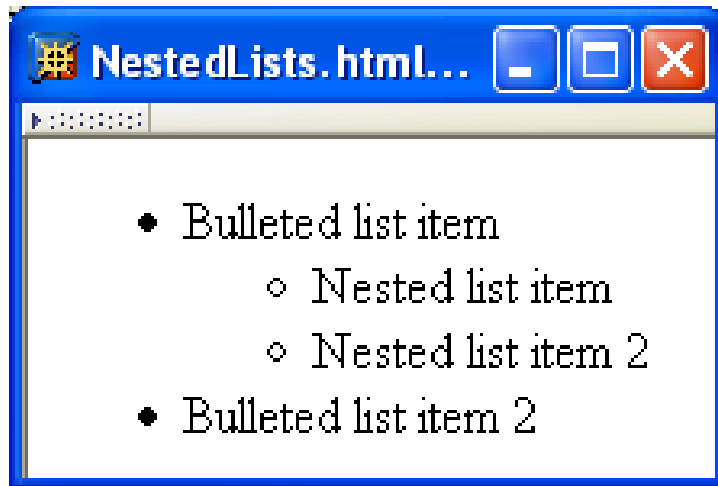 NestedLists.html...
• Bulleted list item
◦ Nested list item
◦ Nested list item 2
• Bulleted list item 2